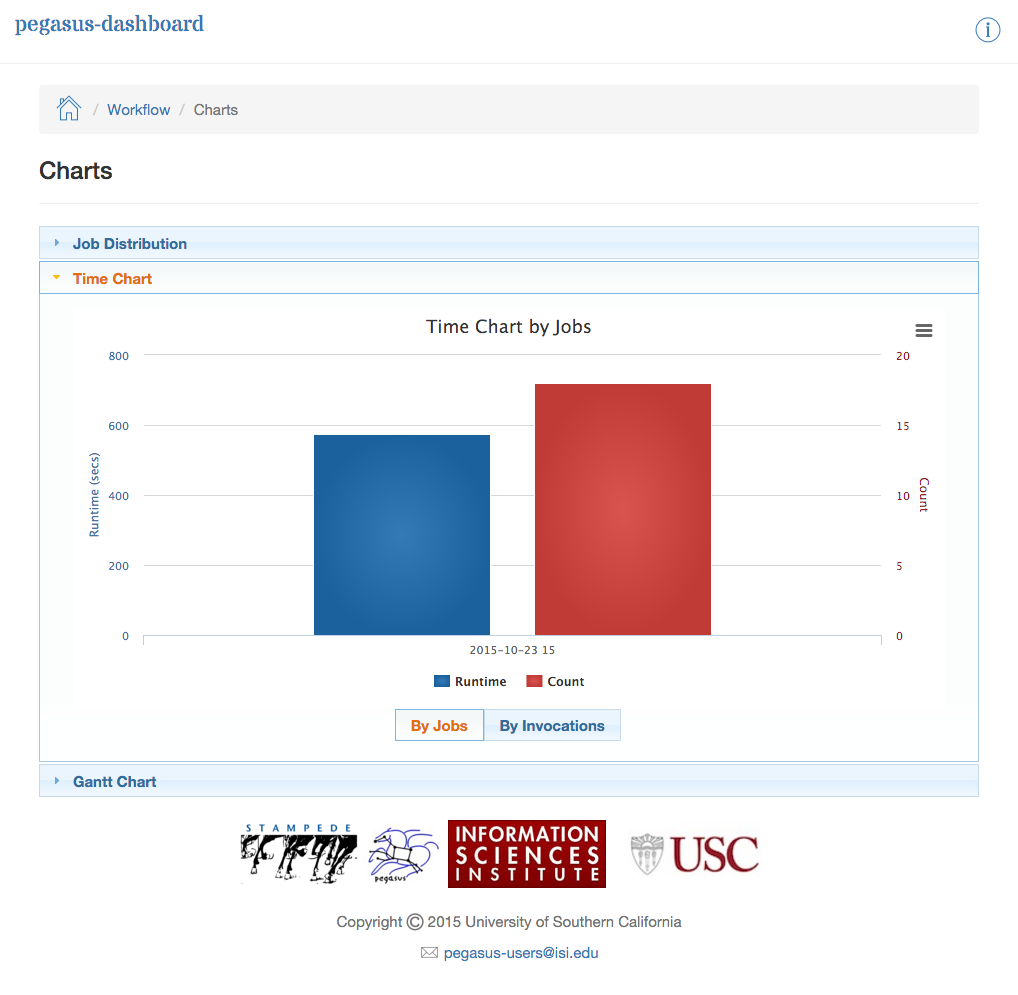 pegasus-dashboard
i
/ Workflow / Charts
Charts
Job Distribution
Time Chart
Time Chart by Jobs
800
600
400
200
0
Runtime (secs)
20
15
10
5
0
Count
2015-10-23 15
Runtime Count
By Jobs By Invocations
Gantt Chart
STAMPEDE
pegasus
INFORMATION
SCIENCES
INSTITUTE
USC
Copyright © 2015 University of Southern California
pegasus-users@isi.edu